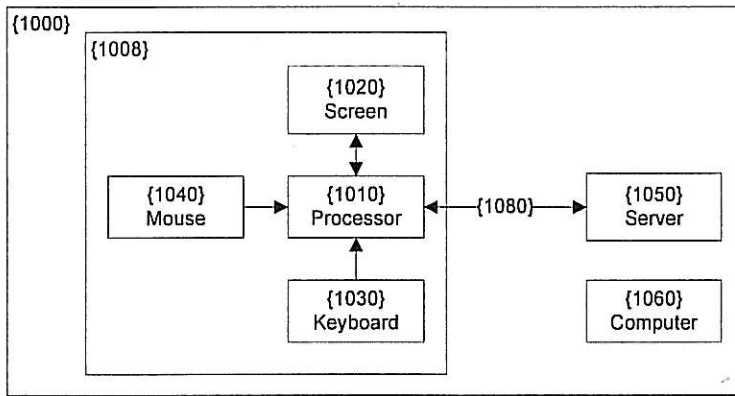 {1000}
{1008}
{1020}
Screen
{1040}
Mouse
{1010}
Processor
{1080}
{1050}
Server
{1030}
Keyboard
{1060}
Computer